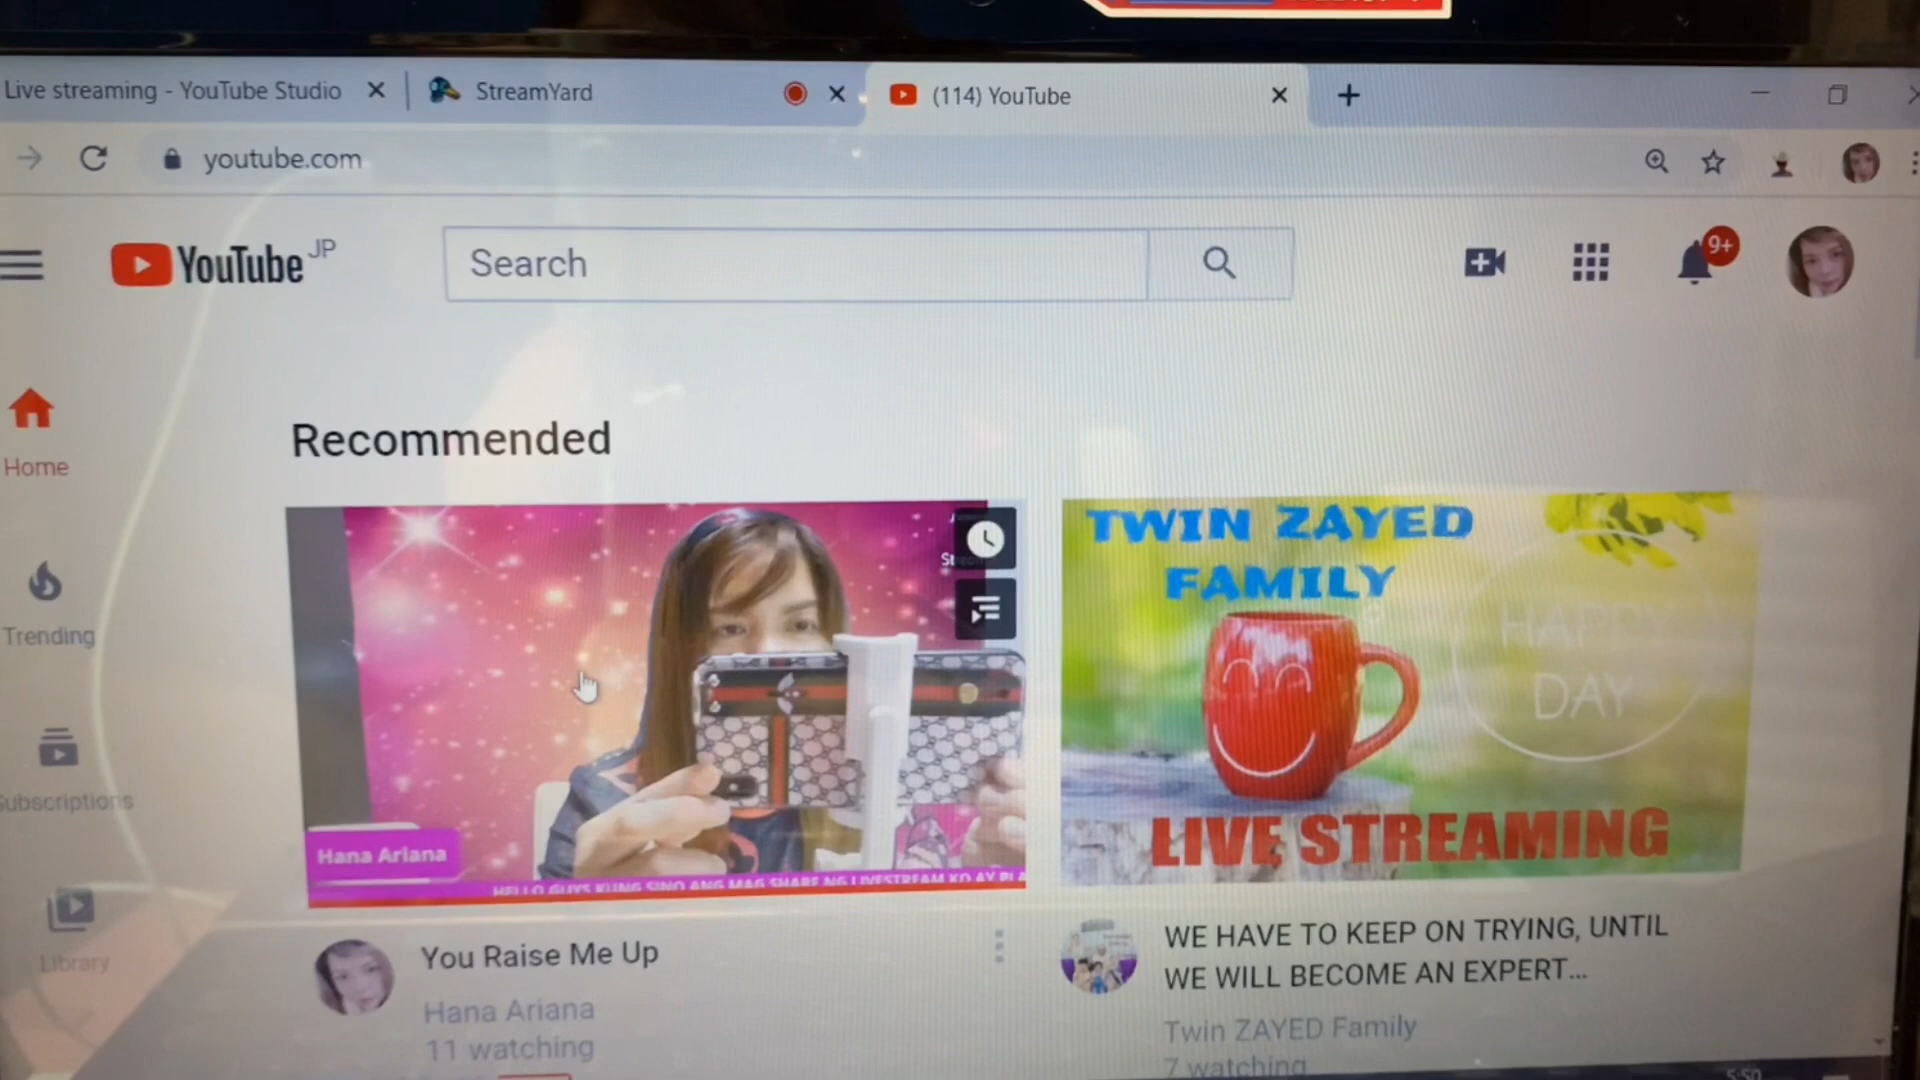 Live streaming - YouTube Studio
StreamYard
(114) YouTube
youtube.com
YouTube JP
Search
9+
Home
Trending
Subscriptions
Library
Recommended
Hana Ariana
HELLO GUYS KUNG SINO ANG MAG SHARE NG LIVESTREAM KO AY
You Raise Me Up
Hana Ariana
11 watching
TWIN ZAYED
FAMILY
HAPPY
DAY
LIVE STREAMING
WE HAVE TO KEEP ON TRYING, UNTIL
WE WILL BECOME AN EXPERT...
Twin ZAYED Family
7 watching
5:50